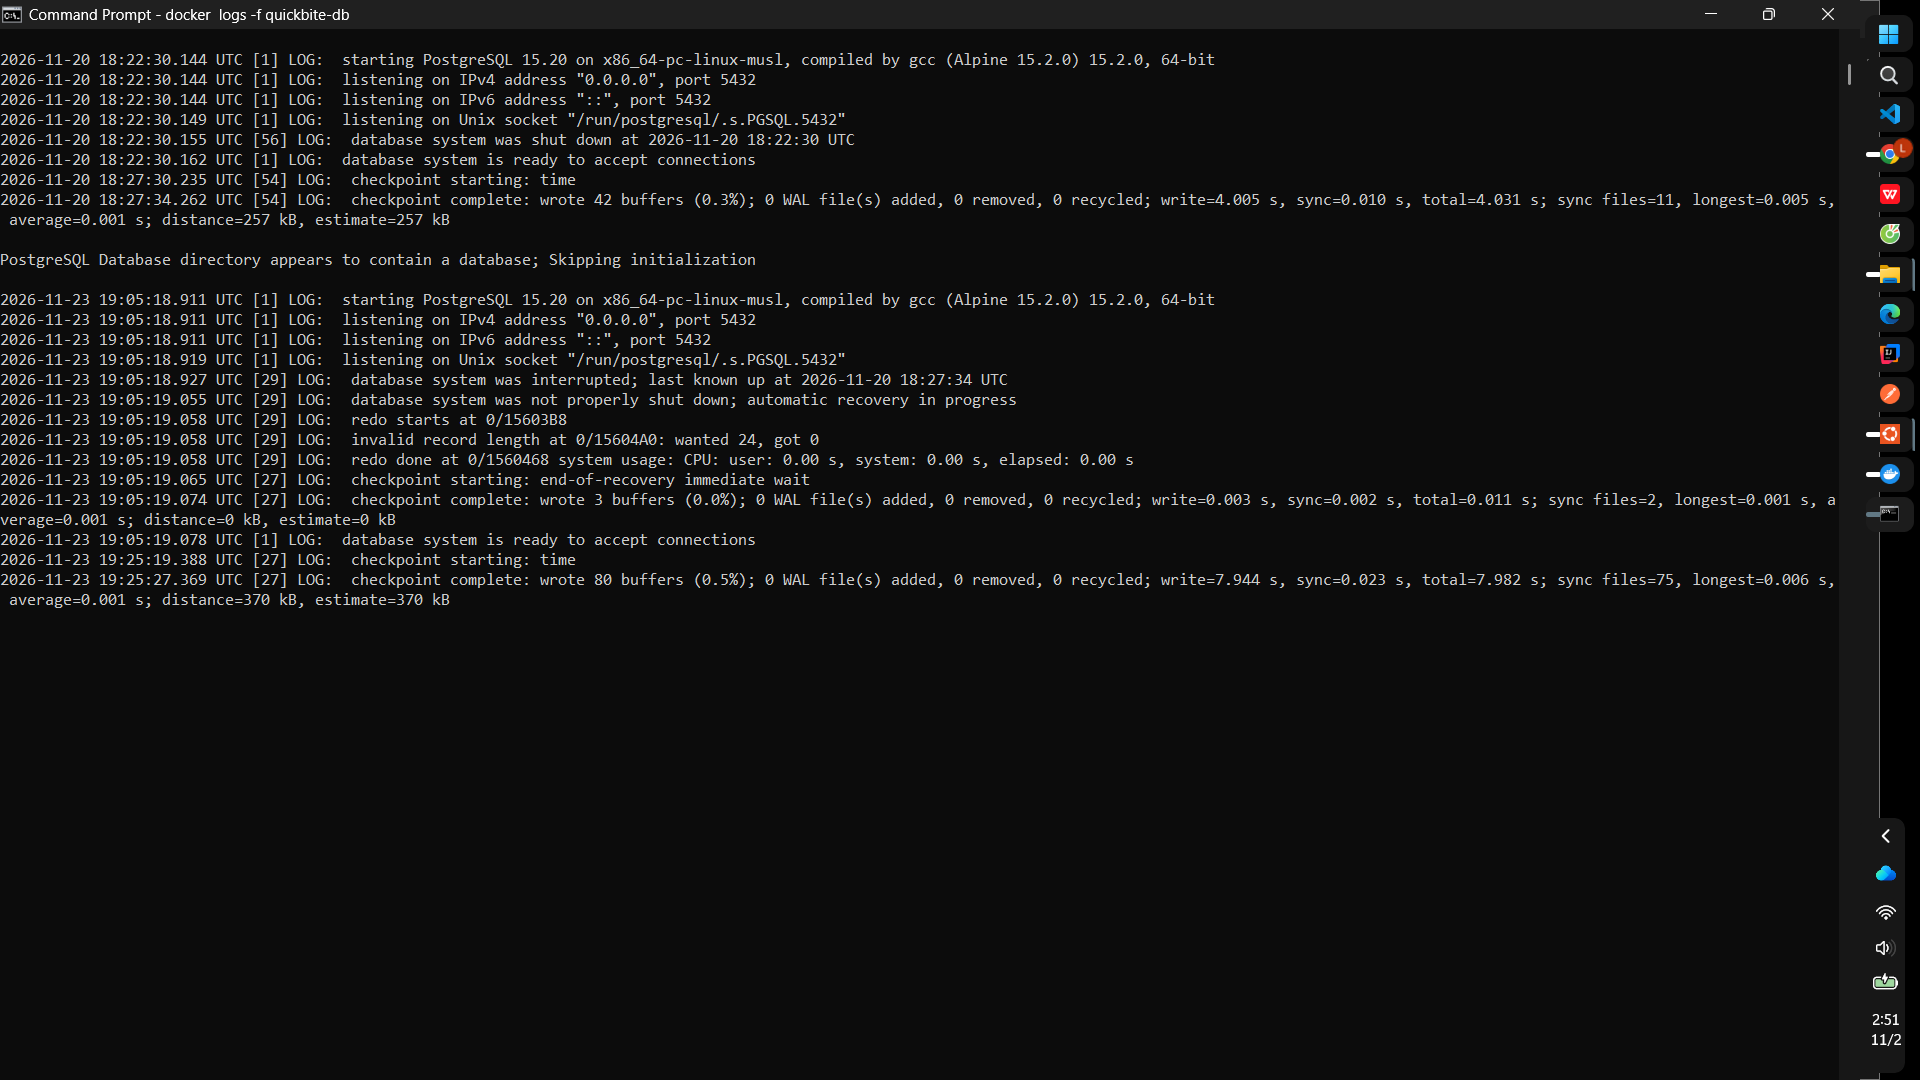 Command Prompt - docker  logs -f quickbite-db
2026-11-20 18:22:30.144 UTC [1] LOG:  starting PostgreSQL 15.20 on x86_64-pc-linux-musl, compiled by gcc (Alpine 15.2.0) 15.2.0, 64-bit
2026-11-20 18:22:30.144 UTC [1] LOG:  listening on IPv4 address "0.0.0.0", port 5432
2026-11-20 18:22:30.144 UTC [1] LOG:  listening on IPv6 address "::", port 5432
2026-11-20 18:22:30.149 UTC [1] LOG:  listening on Unix socket "/run/postgresql/.s.PGSQL.5432"
2026-11-20 18:22:30.155 UTC [56] LOG:  database system was shut down at 2026-11-20 18:22:30 UTC
2026-11-20 18:22:30.162 UTC [1] LOG:  database system is ready to accept connections
2026-11-20 18:27:30.235 UTC [54] LOG:  checkpoint starting: time
2026-11-20 18:27:34.262 UTC [54] LOG:  checkpoint complete: wrote 42 buffers (0.3%); 0 WAL file(s) added, 0 removed, 0 recycled; write=4.005 s, sync=0.010 s, total=4.031 s; sync files=11, longest=0.005 s,
 average=0.001 s; distance=257 kB, estimate=257 kB
PostgreSQL Database directory appears to contain a database; Skipping initialization
2026-11-23 19:05:18.911 UTC [1] LOG:  starting PostgreSQL 15.20 on x86_64-pc-linux-musl, compiled by gcc (Alpine 15.2.0) 15.2.0, 64-bit
2026-11-23 19:05:18.911 UTC [1] LOG:  listening on IPv4 address "0.0.0.0", port 5432
2026-11-23 19:05:18.911 UTC [1] LOG:  listening on IPv6 address "::", port 5432
2026-11-23 19:05:18.919 UTC [1] LOG:  listening on Unix socket "/run/postgresql/.s.PGSQL.5432"
2026-11-23 19:05:18.927 UTC [29] LOG:  database system was interrupted; last known up at 2026-11-20 18:27:34 UTC
2026-11-23 19:05:19.055 UTC [29] LOG:  database system was not properly shut down; automatic recovery in progress
2026-11-23 19:05:19.058 UTC [29] LOG:  redo starts at 0/15603B8
2026-11-23 19:05:19.058 UTC [29] LOG:  invalid record length at 0/15604A0: wanted 24, got 0
2026-11-23 19:05:19.058 UTC [29] LOG:  redo done at 0/1560468 system usage: CPU: user: 0.00 s, system: 0.00 s, elapsed: 0.00 s
2026-11-23 19:05:19.065 UTC [27] LOG:  checkpoint starting: end-of-recovery immediate wait
2026-11-23 19:05:19.074 UTC [27] LOG:  checkpoint complete: wrote 3 buffers (0.0%); 0 WAL file(s) added, 0 removed, 0 recycled; write=0.003 s, sync=0.002 s, total=0.011 s; sync files=2, longest=0.001 s, a
verage=0.001 s; distance=0 kB, estimate=0 kB
2026-11-23 19:05:19.078 UTC [1] LOG:  database system is ready to accept connections
2026-11-23 19:25:19.388 UTC [27] LOG:  checkpoint starting: time
2026-11-23 19:25:27.369 UTC [27] LOG:  checkpoint complete: wrote 80 buffers (0.5%); 0 WAL file(s) added, 0 removed, 0 recycled; write=7.944 s, sync=0.023 s, total=7.982 s; sync files=75, longest=0.006 s,
 average=0.001 s; distance=370 kB, estimate=370 kB
L
2:51
11/2